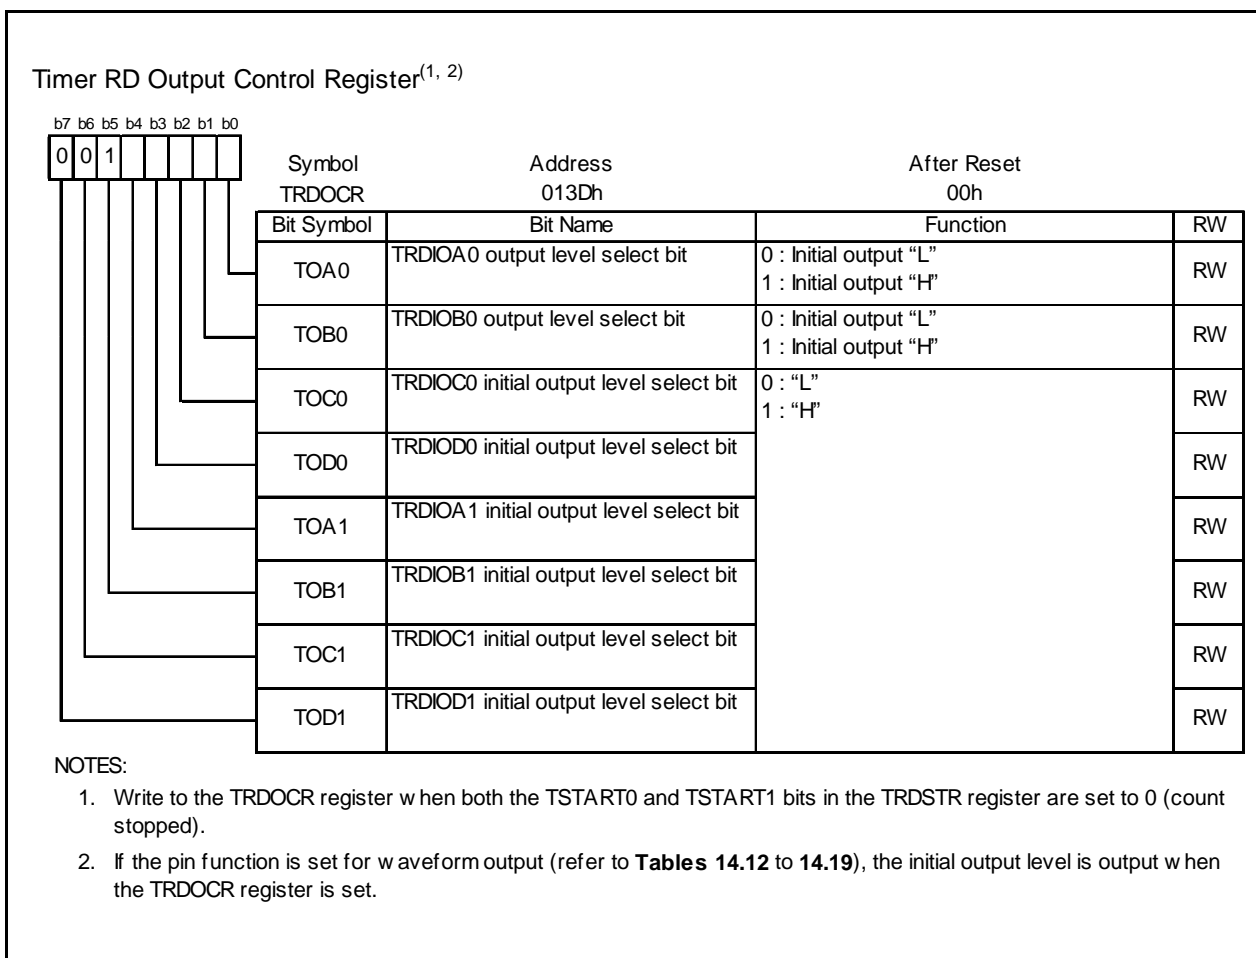 Timer RD Output Control Register(1, 2)
b7 b6 b5 b4 b3 b2 b1 b0
0 0 1
Symbol Address After Reset
TRDOCR 013Dh 00h
Bit Symbol Bit Name Function RW
TOA0 TRDIOA0 output level select bit 0 : Initial output “L” RW
1 : Initial output “H”
TOB0 TRDIOB0 output level select bit 0 : Initial output “L” RW
1 : Initial output “H”
TOC0 TRDIOC0 initial output level select bit 0 : “L” RW
1 : “H”
TOD0 TRDIOD0 initial output level select bit RW
TOA1 TRDIOA1 initial output level select bit RW
TOB1 TRDIOB1 initial output level select bit RW
TOC1 TRDIOC1 initial output level select bit RW
TOD1 TRDIOD1 initial output level select bit RW
NOTES:
1. Write to the TRDOCR register when both the TSTART0 and TSTART1 bits in the TRDSTR register are set to 0 (count
stopped).
2. If the pin function is set for waveform output (refer to Tables 14.12 to 14.19), the initial output level is output when
the TRDOCR register is set.